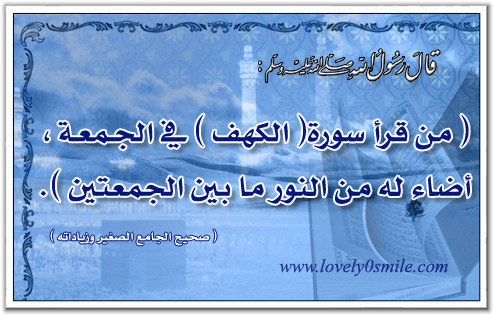 قال رسول الله صلى الله عليه وسلم :
( من قرأ سورة( الكهف ) في الجمعة ،
أضاء له من النور ما بين الجمعتين ).
( صحيح الجامع الصغير وزياداته )
www.lovely0smile.com